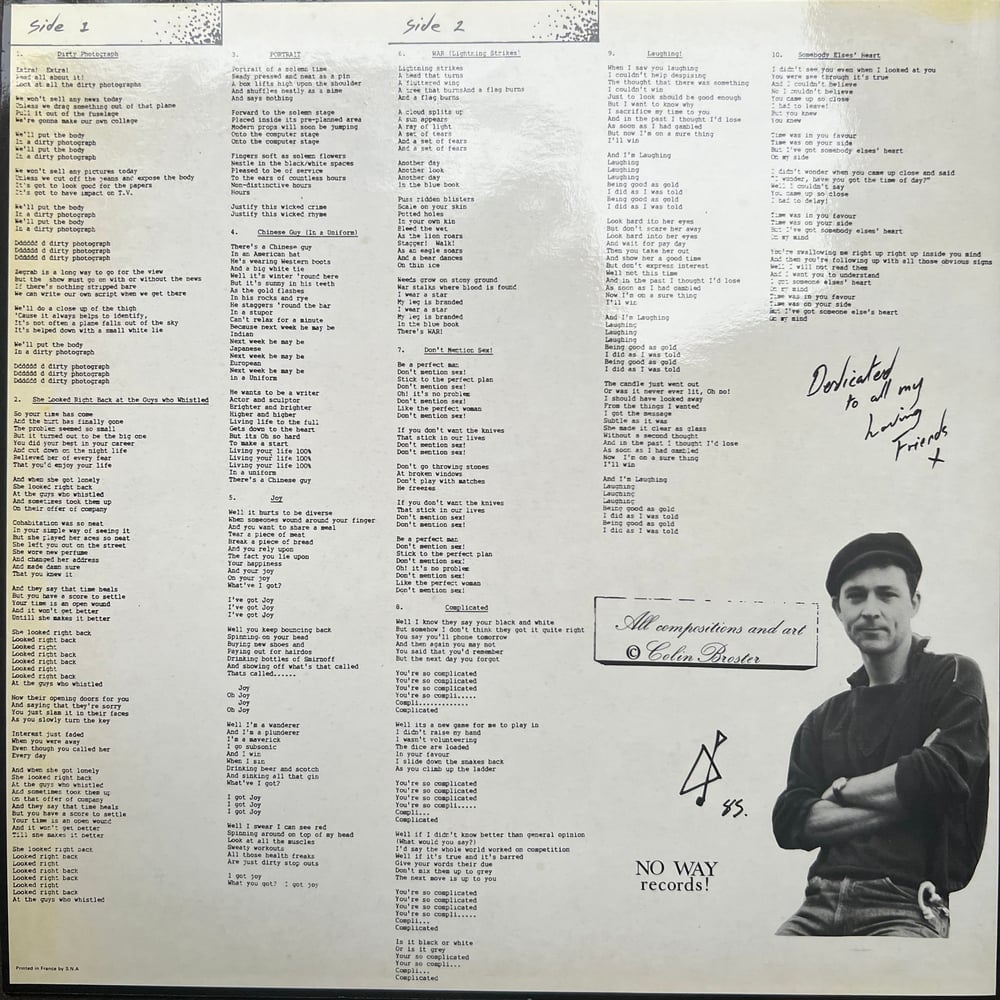 Side 1
1. Dirty Photograph
Extra! Extra!
Read all about it!
Look at all the dirty photographs
We won't sell any news today
Unless we drag something out of that plane
Pull it out of the fuselage
We're gonna make our own collage
We'll put the body
In a dirty photograph
We'll put the body
In a dirty photograph
We won't sell any pictures today
Unless we cut off the jeans and expose the body
It's got to look good for the papers
It's got to have impact on T.V.
We'll put the body
In a dirty photograph
We'll put the body
In a dirty photograph
Dddddd d dirty photograph
Dddddd d dirty photograph
Dddddd d dirty photograph
Zegrab is a long way to go for the view
But the show must go on with or without the news
If there's nothing stripped bare
We can write our own script when we get there
We'll do a close up of the thigh
'Cause it always helps to identify,
It's not often a plane falls out of the sky
It's helped down with a small white lie
We'll put the body
In a dirty photograph
Dddddd d dirty photograph
Dddddd d dirty photograph
Dddddd d dirty photograph
2. She Looked Right Back at the Guys who Whistled
So your time has come
And the hurt has finally gone
The problem seemed so small
But it turned out to be the big one
You did your best in your career
And cut down on the night life
Relieved her of every fear
That you'd enjoy your life
And when she got lonely
She looked right back
At the guys who whistled
And sometimes took them up
On their offer of company
Cohabitation was so neat
In your simple way of seeing it
But she played her aces so neat
She left you out on the street
She wore new perfume
And changed her address
And made damn sure
That you knew it
And they say that time heals
But you have a score to settle
Your time is an open wound
And it won't get better
Untill she makes it better
She looked right back
Looked right back
Looked right
Looked right back
Looked right back
Looked right
Looked right back
At the guys who whistled
Now their opening doors for you
And saying that they're sorry
You just slam it in their faces
As you slowly turn the key
Interest just faded
When you were away
Even though you called her
Every day
And when she got lonely
She looked right back
At the guys who whistled
And sometimes took them up
On that offer of company
And they say that time heals
But you have a score to settle
Your time is an open wound
And it won't get better
Till she makes it better
She looked right back
Looked right back
Looked right
Looked right back
Looked right back
Looked right
Looked right back
At the guys who whistled
Printed in France by D.N.A
3. PORTRAIT
Portrait of a solemn time
Ready pressed and neat as a pin
A box lifts high upon the shoulder
And shuffles neatly as a mime
And says nothing
Forward to the solemn stage
Placed inside its pre-planned area
Modern props will soon be jumping
Onto the computer stage
Onto the computer stage
Fingers soft as solemn flowers
Nestle in the black/white spaces
Pleased to be of service
To the ears of countless hours
Non-distinctive hours
Hours
Justify this wicked crime
Justify this wicked rhyme
4. Chinese Guy (In a Uniform)
There's a Chinese guy
In an American hat
He's wearing Western boots
And a big white tie
Well it's winter 'round here
But it's sunny in his teeth
As the gold flashes
In his rocks and rye
He staggers 'round the bar
In a stupor
Can't relax for a minute
Because next week he may be
Indian
Next week he may be
Japanese
Next week he may be
European
Next week he may be
in a Uniform
He wants to be a writer
Actor and sculptor
Brighter and brighter
Higher and higher
Living life to the full
Gets down to the heart
But its Oh so hard
To make a start
Living your life 100%
Living your life 100%
Living your life 100%
In a uniform
There's a Chinese guy
5. Joy
Well it hurts to be diverse
When someones wound around your finger
And you want to share a meal
Tear a piece of meat
Break a piece of bread
And you rely upon
The fact you lie upon
Your happiness
And your joy
On your joy
What've I got?
I've got Joy
I've got Joy
I've got Joy
Well you keep bouncing back
Spinning on your head
Buying new shoes and
Paying out for hairdos
Drinking bottles of Smirnoff
And showing off what's that called
Thats called......
Joy
Oh Joy
Joy
Oh Joy
Well I'm a wanderer
And I'm a plunderer
I'm a maverick
I go subsonic
And I win
When I sin
Drinking beer and scotch
And sinking all that gin
What've I got?
I got Joy
I got Joy
I got Joy
Well I swear I can see red
Spinning around on top of my head
Look at all the muscles
Sweaty workouts
All those health freaks
Are just dirty stop outs
I got joy
What you got? I got joy
Side 2
6. WAR (Lightning Strikes)
Lightning strikes
A head that turns
A fluttered wing
A tree that burnsAnd a flag burns
And a flag burns
A cloud splits up
A sun appears
A ray of light
A set of tears
And a set of fears
And a set of fears
Another day
Another look
Another day
In the blue book
Puss ridden blisters
Scale on your skin
Potted holes
In your own kin
Bleed the wet
As the lion roars
Stagger! Walk!
As an eagle soars
And a bear dances
On thin ice
Weeds grow on stony ground
War stalks where blood is found
I wear a star
My leg is branded
I wear a star
My leg is branded
In the blue book
There's WAR!
7. Don't Mention Sex!
Be a perfect man
Don't mention sex!
Stick to the perfect plan
Don't mention sex!
Oh! it's no problem
Don't mention sex!
Like the perfect woman
Don't mention sex!
If you don't want the knives
That stick in our lives
Don't mention sex!
Don't mention sex!
Don't go throwing stones
At broken windows
Don't play with matches
He freezes
If you don't want the knives
That stick in our lives
Don't mention sex!
Don't mention sex!
Be a perfect man
Don't mention sex!
Stick to the perfect plan
Don't mention sex!
Oh! it's no problem
Don't mention sex!
Like the perfect woman
Don't mention sex!
8. Complicated
Well I know they say your black and white
But somehow I don't think they got it quite right
You say you'll phone tomorrow
And then again you may not
You said that you'd remember
But the next day you forgot
You're so complicated
You're so complicated
You're so complicated
You're so compli.....
Compli.............
Complicated
Well its a new game for me to play in
I didn't raise my hand
I wasn't volunteering
The dice are loaded
In your favour
I slide down the snakes back
As you climb up the ladder
You're so complicated
You're so complicated
You're so complicated
You're so compli.....
Compli...
Complicated
Well if I didn't know better than general opinion
(What would you say?)
I'd say the whole world worked on competition
Well if it's true and it's barred
Give your words their due
Don't mix them up to grey
The next move is up to you
You're so complicated
You're so complicated
You're so complicated
You're so compli.....
Compli...
Complicated
Is it black or white
Or is it grey
Your so complicated
Your so compli...
Compli...
Complicated
9. Laughing!
When I saw you laughing
I couldn't help despising
The thought that there was something
I couldn't win
Just to look should be good enough
But I want to know why
I sacrifice my time to you
And in the past I thought I'd lose
As soon as I had gambled
But now I'm on a sure thing
I'll win
And I'm Laughing
Laughing
Laughing
Laughing
Being good as gold
I did as I was told
Being good as gold
I did as I was told
Look hard into her eyes
But don't scare her away
Look hard into her eyes
And wait for pay day
Then you take her out
And show her a good time
But don't express interest
Well not this time
And in the past I thought I'd lose
As soon as I had gambled
Now I'm on a sure thing
I'll win
And I'm Laughing
Laughing
Laughing
Laughing
Being good as gold
I did as I was told
Being good as gold
I did as I was told
The candle just went out
Or was it never ever lit, Oh no!
I should have looked away
From the things I wanted
I got the message
Subtle as it was
She made it clear as glass
Without a second thought
And in the past I thought I'd lose
As soon as I had gambled
Now I'm on a sure thing
I'll win
And I'm Laughing
Laughing
Laughing
Laughing
Being good as gold
I did as I was told
Being good as gold
I did as I was told
10. Somebody Elses' Heart
I didn't see you even when I looked at you
You were see through it's true
And I couldn't Believe
No I couldn't believe
You came up so close
I had to leave!
But you knew
You knew
Time was in you favour
Time was on your side
But I've got somebody elses' heart
On my side
I didn't wonder when you came up close and said
"I wonder, have you got the time of day?"
Well I couldn't say
You came up so close
I had to delay!
Time was in you favour
Time was on your side
But I've got somebody elses' heart
On my mind
You're swallowing me right up right up inside you mind
And then you're following up with all those obvious signs
Well I will not read them
And I want you to understand
I got someone elses' heart
On my mind
Time was in you favour
Time was on your side
But I've got someone else's heart
On my mind
Dedicated
to all my
Loving
Friends
x
All compositions and art
© Colin Broster
85.
NO WAY
records!